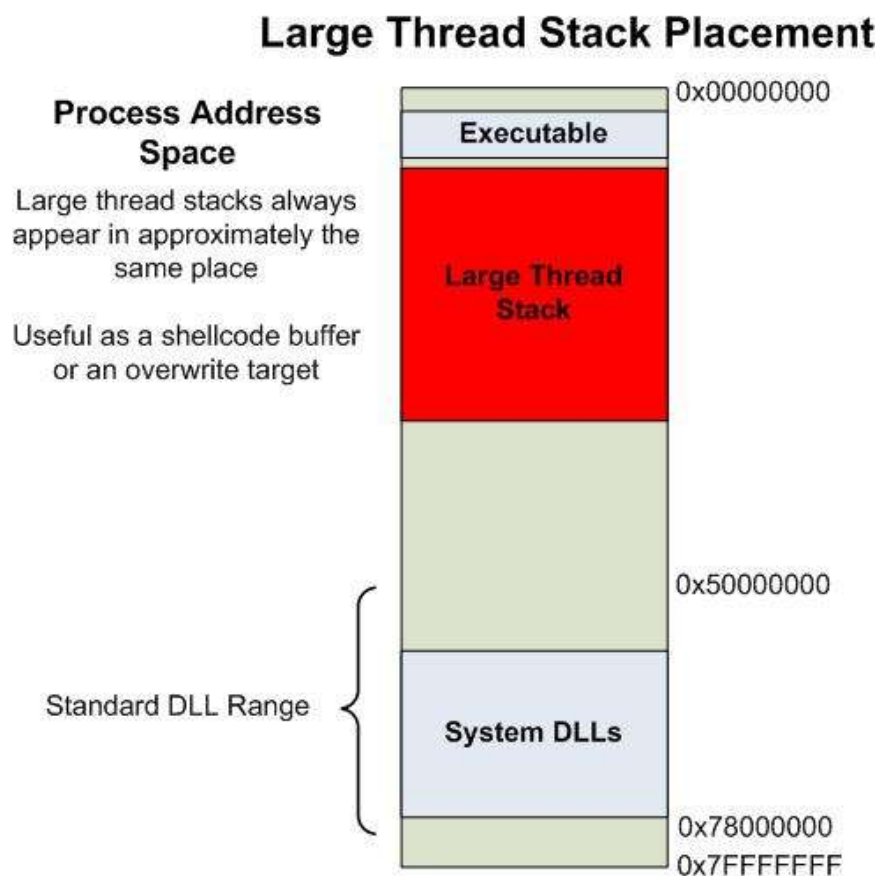 Large Thread Stack Placement
Process Address
Space
Large thread stacks always
appear in approximately the
same place
Useful as a shellcode buffer
or an overwrite target
0x00000000
Executable
Large Thread
Stack
0x50000000
Standard DLL Range
System DLLs
0x78000000
0x7FFFFFFF